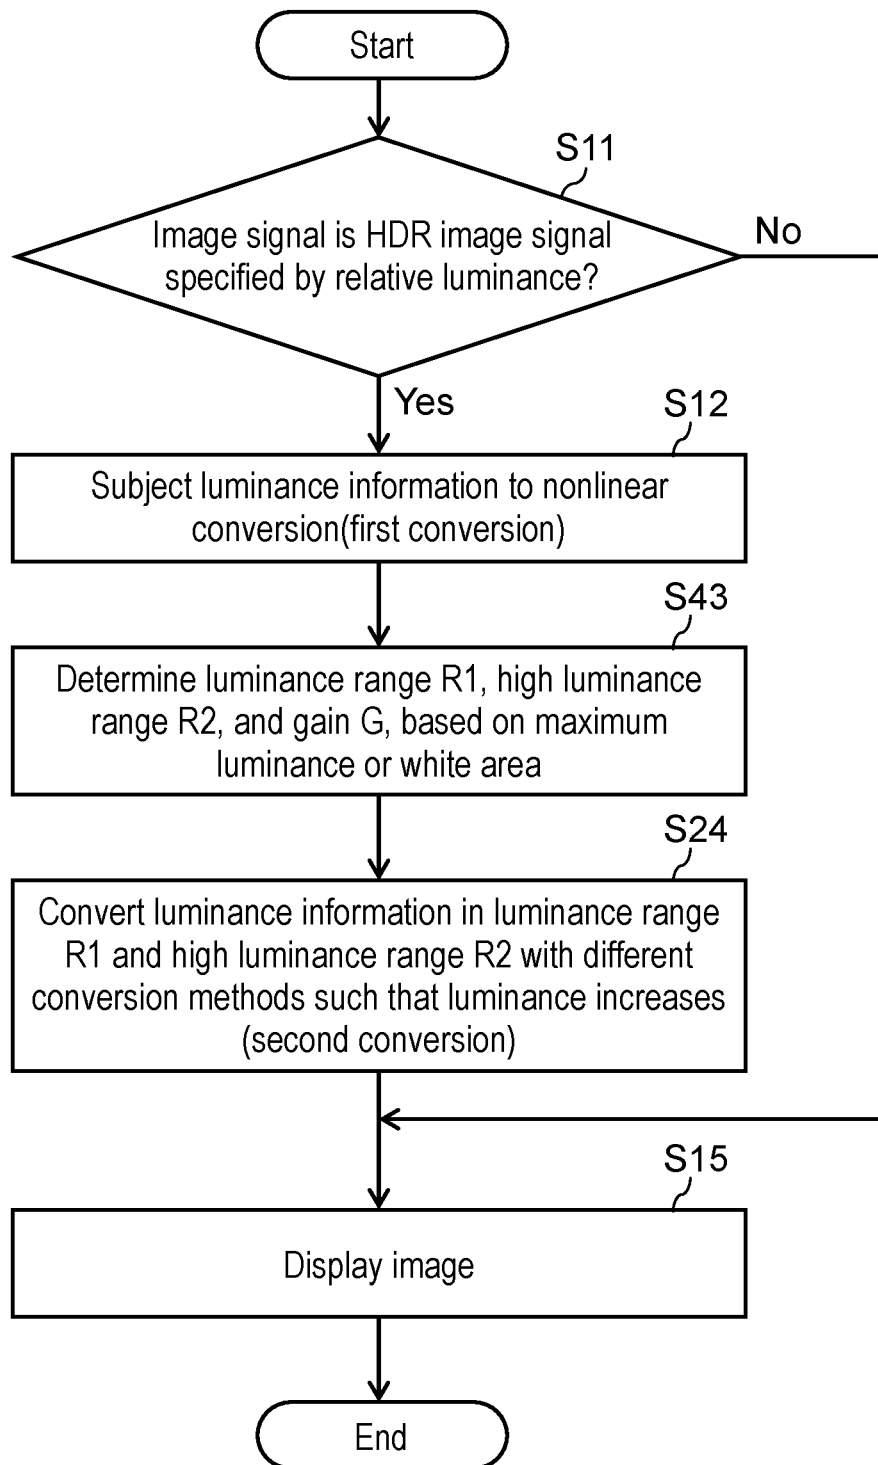 Start
S11
Image signal is HDR image signal
specified by relative luminance?
No
Yes
S12
Subject luminance information to nonlinear
conversion(first conversion)
S43
Determine luminance range R1, high luminance
range R2, and gain G, based on maximum
luminance or white area
S24
Convert luminance information in luminance range
R1 and high luminance range R2 with different
conversion methods such that luminance increases
(second conversion)
S15
Display image
End